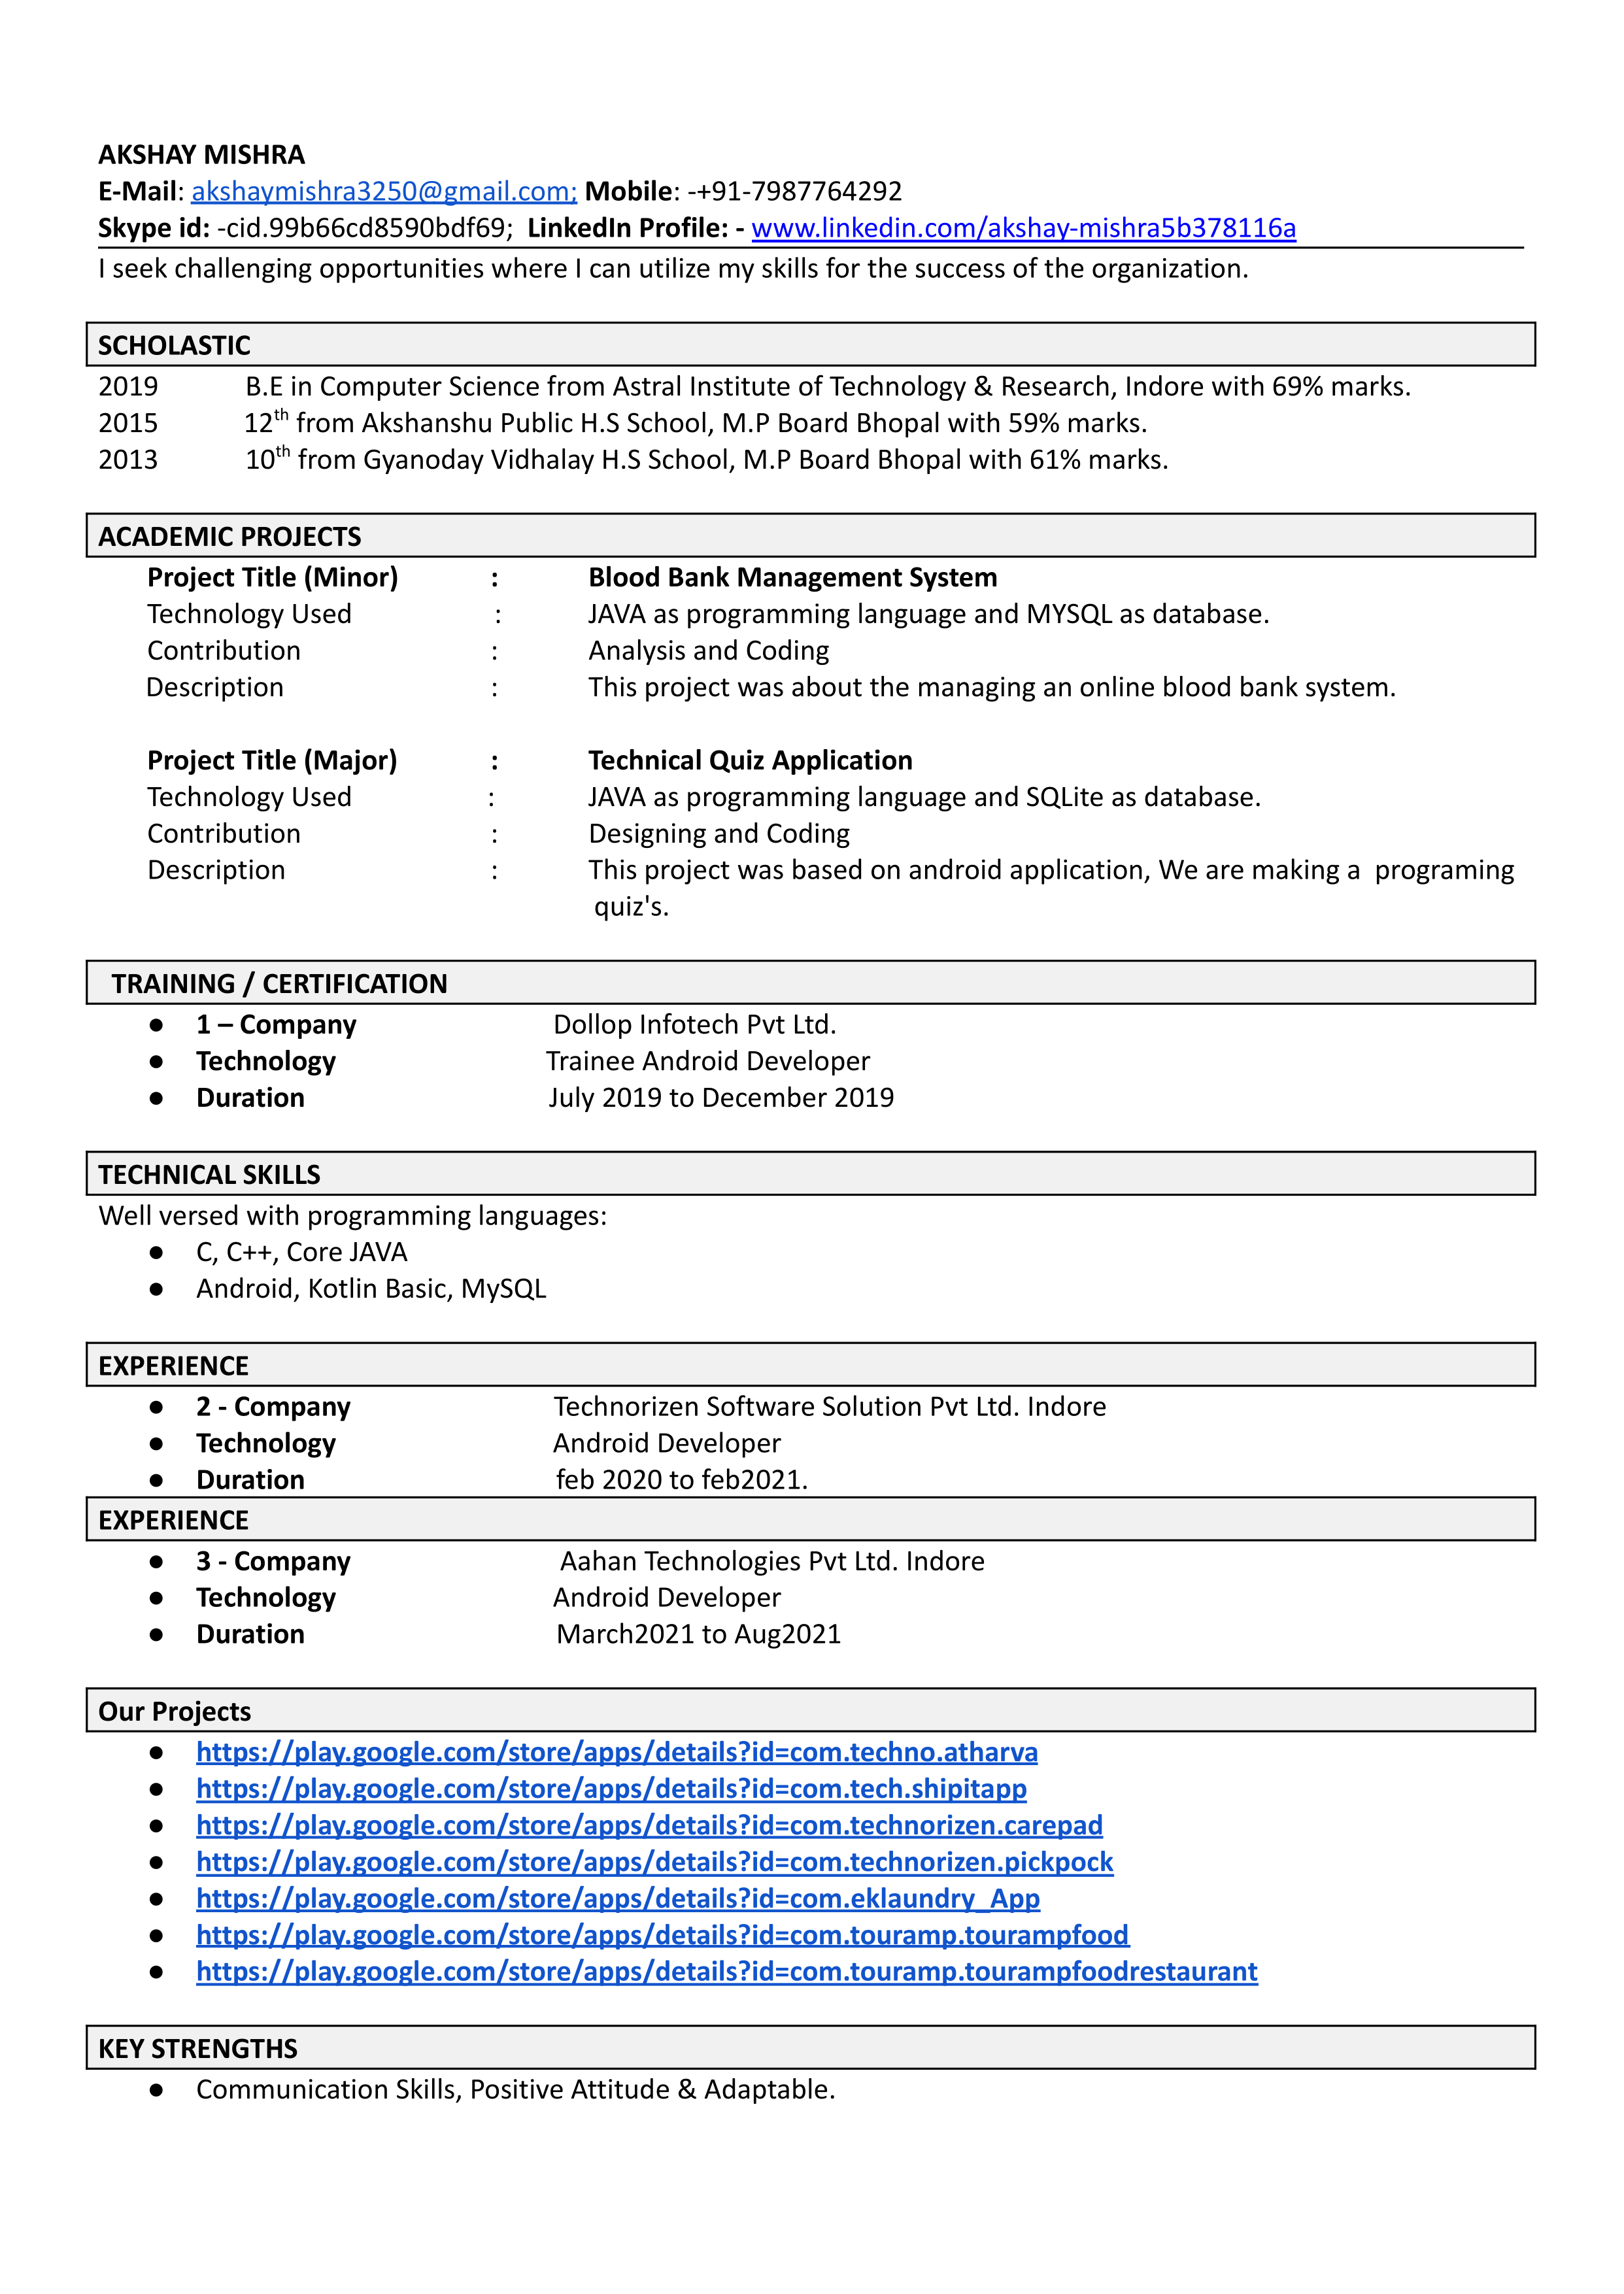 AKSHAY MISHRA
E-Mail: akshaymishra3250@gmail.com; Mobile: -+91-7987764292
Skype id: -cid.99b66cd8590bdf69; LinkedIn Profile: - www.linkedin.com/akshay-mishra5b378116a
I seek challenging opportunities where I can utilize my skills for the success of the organization.
SCHOLASTIC
2019 B.E in Computer Science from Astral Institute of Technology & Research, Indore with 69% marks.
2015 12th from Akshanshu Public H.S School, M.P Board Bhopal with 59% marks.
2013 10th from Gyanoday Vidhalay H.S School, M.P Board Bhopal with 61% marks.
ACADEMIC PROJECTS
Project Title (Minor) : Blood Bank Management System
Technology Used : JAVA as programming language and MYSQL as database.
Contribution : Analysis and Coding
Description : This project was about the managing an online blood bank system.
Project Title (Major) : Technical Quiz Application
Technology Used : JAVA as programming language and SQLite as database.
Contribution : Designing and Coding
Description : This project was based on android application, We are making a programing
quiz's.
TRAINING / CERTIFICATION
● 1 – Company Dollop Infotech Pvt Ltd.
● Technology Trainee Android Developer
● Duration July 2019 to December 2019
TECHNICAL SKILLS
Well versed with programming languages:
● C, C++, Core JAVA
● Android, Kotlin Basic, MySQL
EXPERIENCE
● 2 - Company Technorizen Software Solution Pvt Ltd. Indore
● Technology Android Developer
● Duration feb 2020 to feb2021.
EXPERIENCE
● 3 - Company Aahan Technologies Pvt Ltd. Indore
● Technology Android Developer
● Duration March2021 to Aug2021
Our Projects
● https://play.google.com/store/apps/details?id=com.techno.atharva
● https://play.google.com/store/apps/details?id=com.tech.shipitapp
● https://play.google.com/store/apps/details?id=com.technorizen.carepad
● https://play.google.com/store/apps/details?id=com.technorizen.pickpock
● https://play.google.com/store/apps/details?id=com.eklaundry_App
● https://play.google.com/store/apps/details?id=com.touramp.tourampfood
● https://play.google.com/store/apps/details?id=com.touramp.tourampfoodrestaurant
KEY STRENGTHS
● Communication Skills, Positive Attitude & Adaptable.